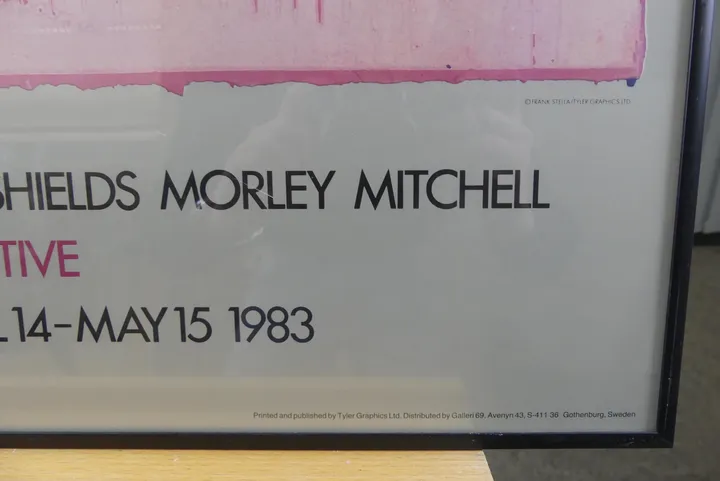 © FRANK STELLA/TYLER GRAPHICS LTD.
SHIELDS MORLEY MITCHELL
TIVE
L 14–MAY 15 1983
Printed and published by Tyler Graphics Ltd. Distributed by Galleri 69, Avenyn 43, S-411 36 Gothenburg, Sweden